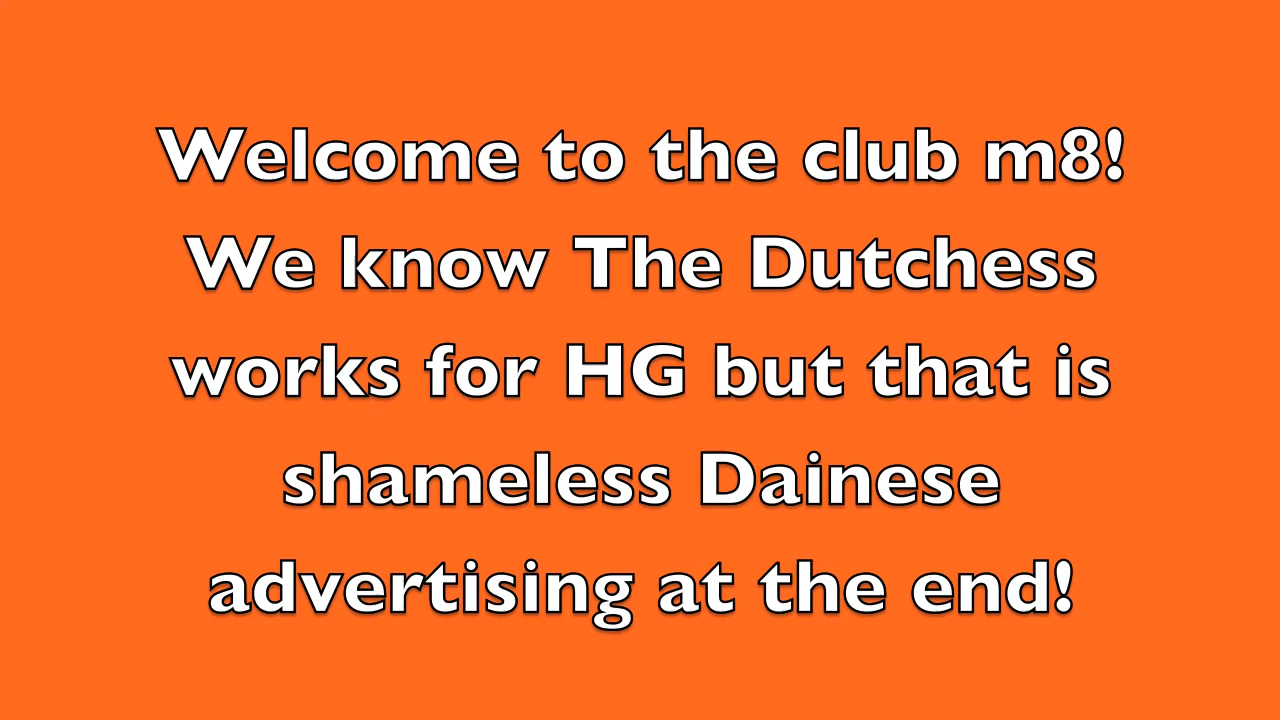 Welcome to the club m8!
We know The Dutchess
works for HG but that is
shameless Dainese
advertising at the end!